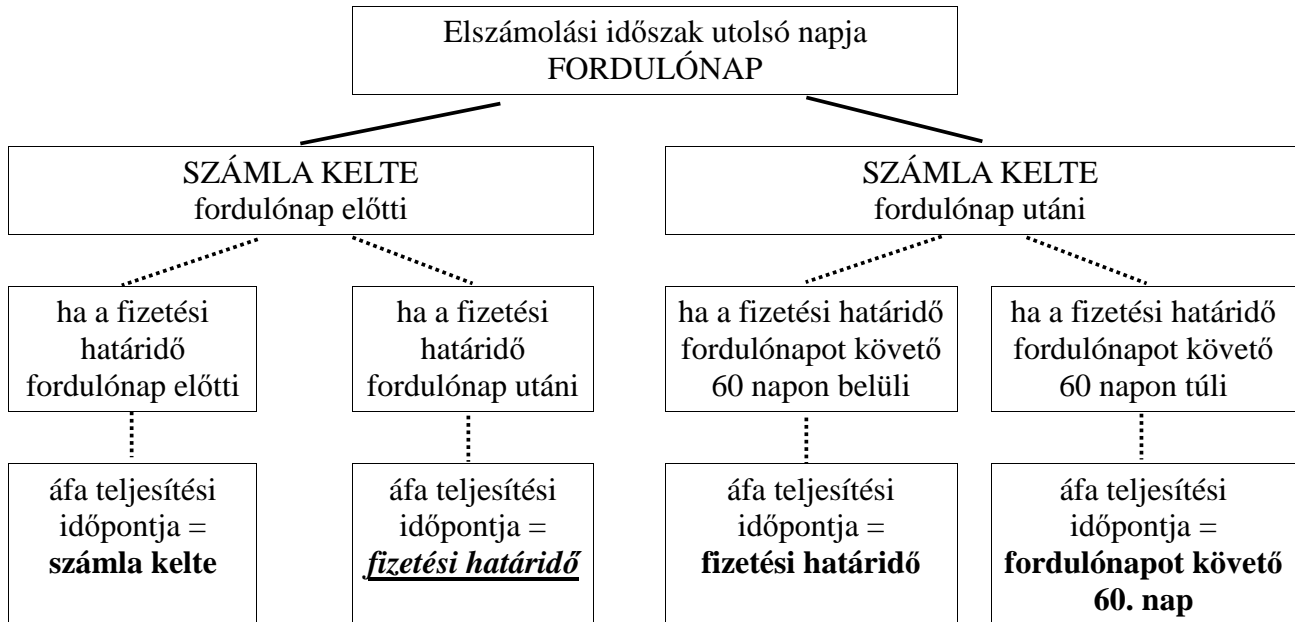 Elszámolási időszak utolsó napja
FORDULÓNAP
SZÁMLA KELTE
fordulónap előtti
SZÁMLA KELTE
fordulónap utáni
ha a fizetési
határidő
fordulónap előtti
ha a fizetési
határidő
fordulónap utáni
ha a fizetési határidő
fordulónapot követő
60 napon belüli
ha a fizetési határidő
fordulónapot követő
60 napon túli
áfa teljesítési
időpontja =
számla kelte
áfa teljesítési
időpontja =
fizetési határidő
áfa teljesítési
időpontja =
fizetési határidő
áfa teljesítési
időpontja =
fordulónapot követő
60. nap